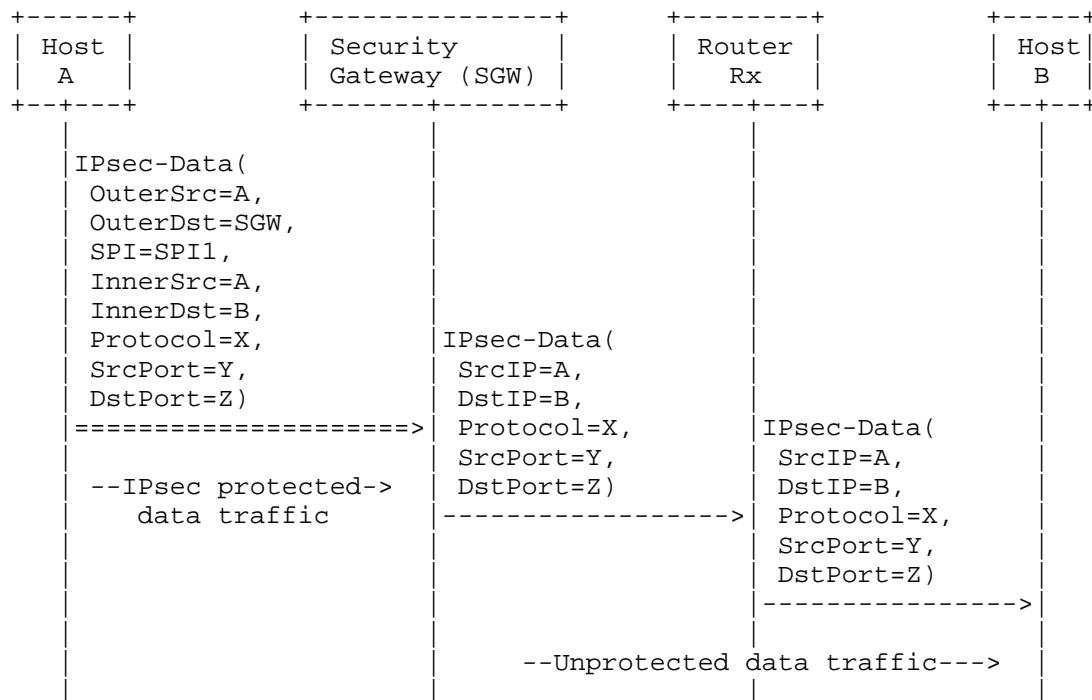 +------+          +---------------+      +--------+              +-----+
| Host |          | Security      |      | Router |              | Host|
|  A   |          | Gateway (SGW) |      |   Rx   |              |  B  |
+--+---+          +-------+-------+      +----+---+              +--+--+
   |                      |                   |                     |
   |IPsec-Data(           |                   |                     |
   | OuterSrc=A,          |                   |                     |
   | OuterDst=SGW,        |                   |                     |
   | SPI=SPI1,            |                   |                     |
   | InnerSrc=A,          |                   |                     |
   | InnerDst=B,          |                   |                     |
   | Protocol=X,          |IPsec-Data(        |                     |
   | SrcPort=Y,           | SrcIP=A,          |                     |
   | DstPort=Z)           | DstIP=B,          |                     |
   |=====================>| Protocol=X,       |IPsec-Data(          |
   |                      | SrcPort=Y,        | SrcIP=A,            |
   | --IPsec protected->  | DstPort=Z)        | DstIP=B,            |
   |    data traffic      |------------------>| Protocol=X,         |
   |                      |                   | SrcPort=Y,          |
   |                      |                   | DstPort=Z)          |
   |                      |                   |---------------->|
   |                      |                   |                     |
   |                      |     --Unprotected data traffic--->      |
   |                      |                   |                     |